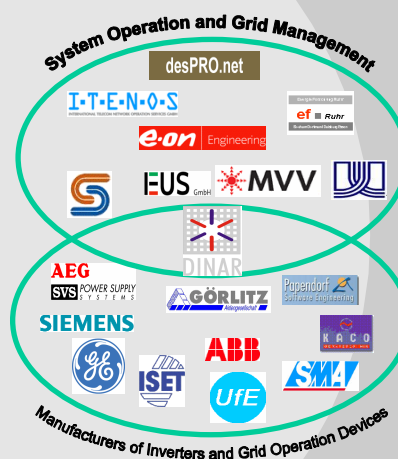 System Operation and Grid Management
desPRO.net
I·T·E·N·O·S
INTERNATIONAL TELECOM NETWORK OPERATION SERVICES GMBH
ef Ruhr
e·on Engineering
EUS GmbH
MVV
DINAR
AEG
SVS POWER SUPPLY
SYSTEMS
GÖRLITZ
Aktiengesellschaft
Papendorf
Software Engineering
SIEMENS
KACO
GE
ISET
ABB
UfE
SMA
Manufacturers of Inverters and Grid Operation Devices